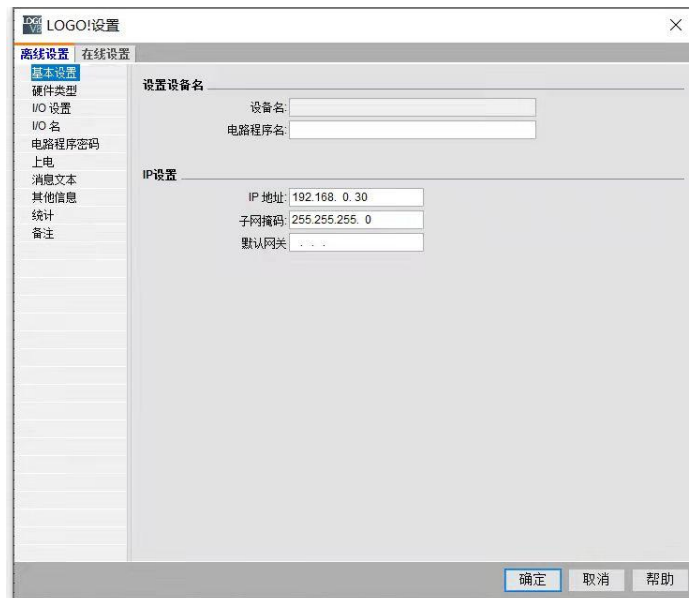 LOGO!设置
离线设置 在线设置
基本设置
硬件类型
I/O 设置
I/O 名
电路程序密码
上电
消息文本
其他信息
统计
备注
设置设备名
设备名:
电路程序名:
IP设置
IP 地址: 192.168. 0. 30
子网掩码: 255.255.255. 0
默认网关 . . .
确定 取消 帮助